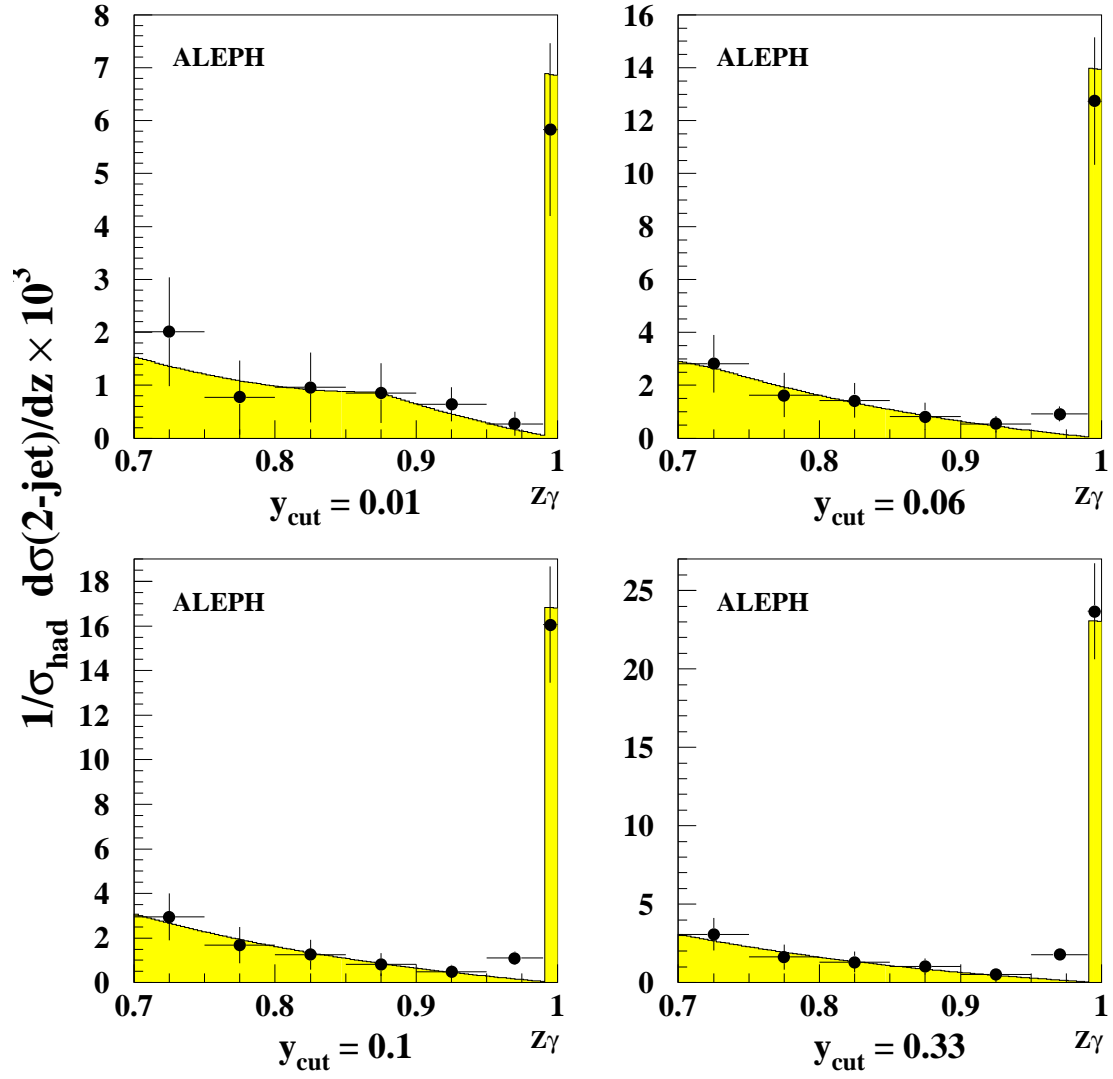 1/σhad dσ(2-jet)/dz × 10³
ALEPH
8
7
6
5
4
3
2
1
0
0.7 0.8 0.9 1
zγ
ycut = 0.01
ALEPH
16
14
12
10
8
6
4
2
0
0.7 0.8 0.9 1
zγ
ycut = 0.06
ALEPH
18
16
14
12
10
8
6
4
2
0
0.7 0.8 0.9 1
zγ
ycut = 0.1
ALEPH
25
20
15
10
5
0
0.7 0.8 0.9 1
zγ
ycut = 0.33